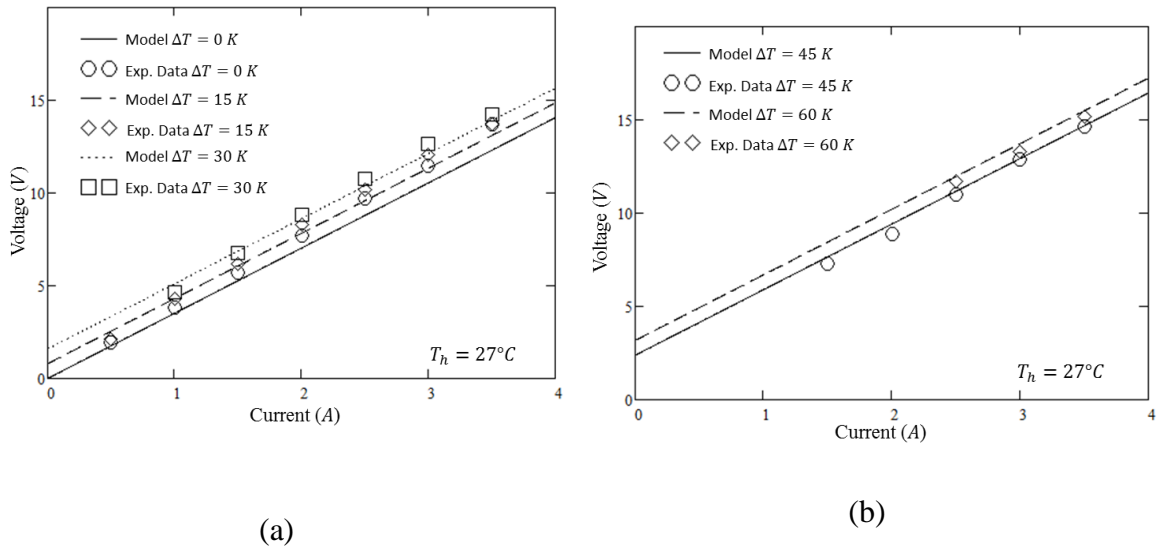 Model ΔT = 0 K
Exp. Data ΔT = 0 K
Model ΔT = 15 K
Exp. Data ΔT = 15 K
Model ΔT = 30 K
Exp. Data ΔT = 30 K
15
10
5
0
Voltage (V)
T_h = 27°C
0 1 2 3 4
Current (A)
(a)
Model ΔT = 45 K
Exp. Data ΔT = 45 K
Model ΔT = 60 K
Exp. Data ΔT = 60 K
15
10
5
0
Voltage (V)
T_h = 27°C
0 1 2 3 4
Current (A)
(b)